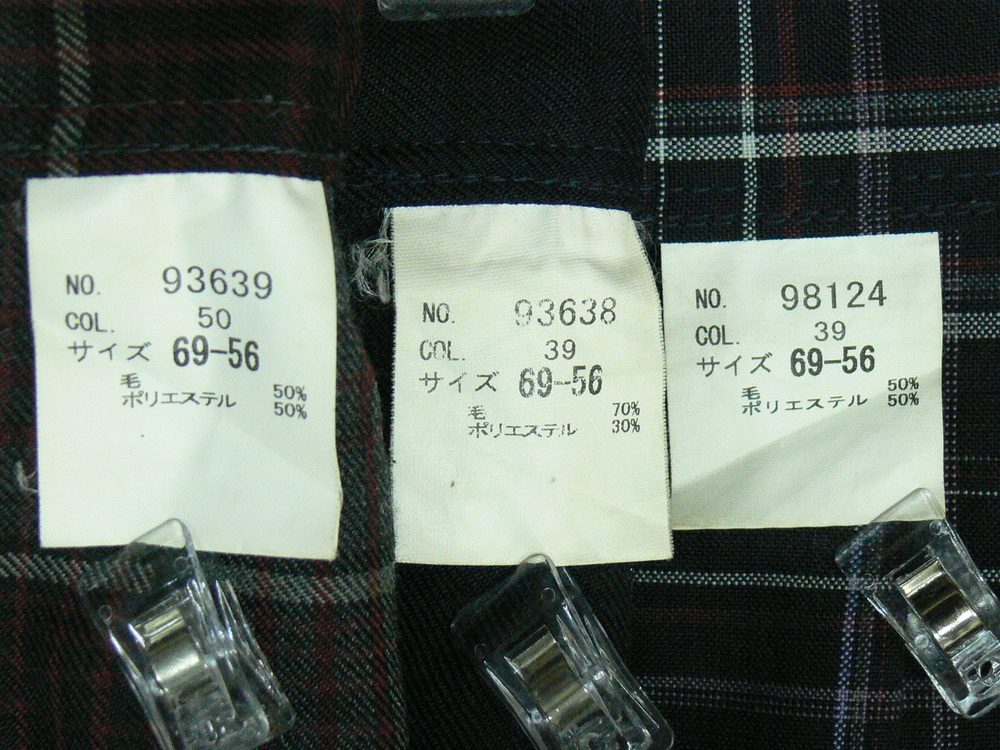 NO. 93639
COL. 50
サイズ 69-56
毛 50%
ポリエステル 50%
NO. 93638
COL. 39
サイズ 69-56
毛 70%
ポリエステル 30%
NO. 98124
COL. 39
サイズ 69-56
毛 50%
ポリエステル 50%